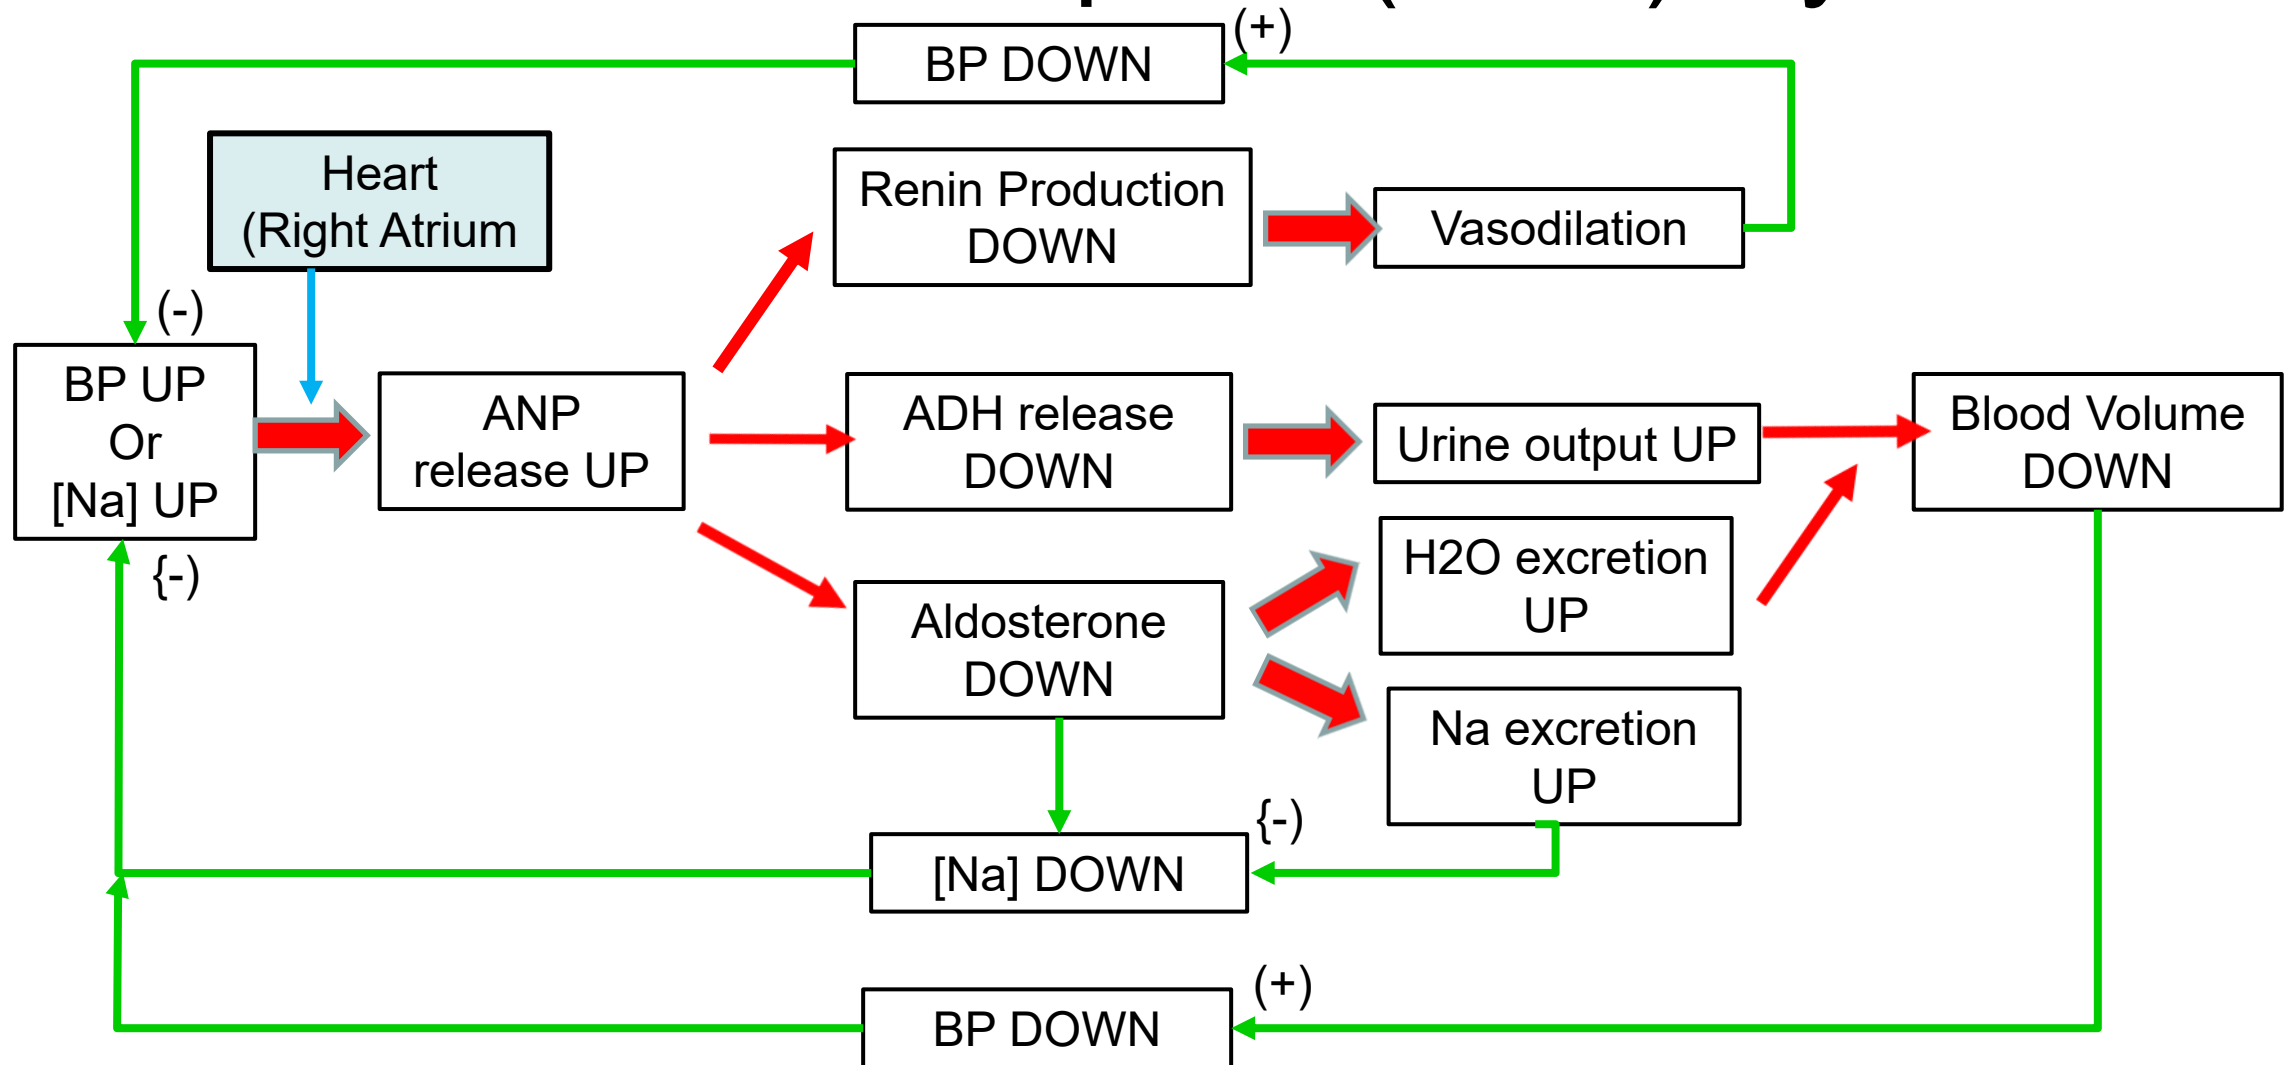 (+)
BP DOWN
Heart
(Right Atrium
Renin Production
DOWN
Vasodilation
(-)
BP UP
Or
[Na] UP
ANP
release UP
ADH release
DOWN
Urine output UP
Blood Volume
DOWN
{-)
H2O excretion
UP
Aldosterone
DOWN
Na excretion
UP
{-)
[Na] DOWN
(+)
BP DOWN